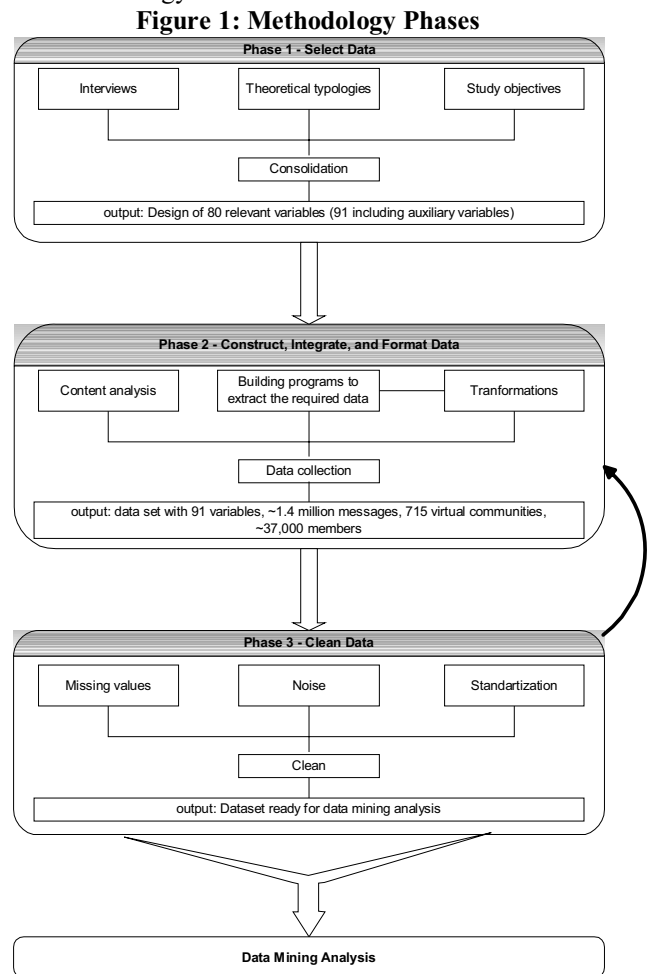 Figure 1: Methodology Phases
Phase 1 - Select Data
Interviews
Theoretical typologies
Study objectives
Consolidation
output: Design of 80 relevant variables (91 including auxiliary variables)
Phase 2 - Construct, Integrate, and Format Data
Content analysis
Building programs to
extract the required data
Tranformations
Data collection
output: data set with 91 variables, ~1.4 million messages, 715 virtual communities,
~37,000 members
Phase 3 - Clean Data
Missing values
Noise
Standartization
Clean
output: Dataset ready for data mining analysis
Data Mining Analysis